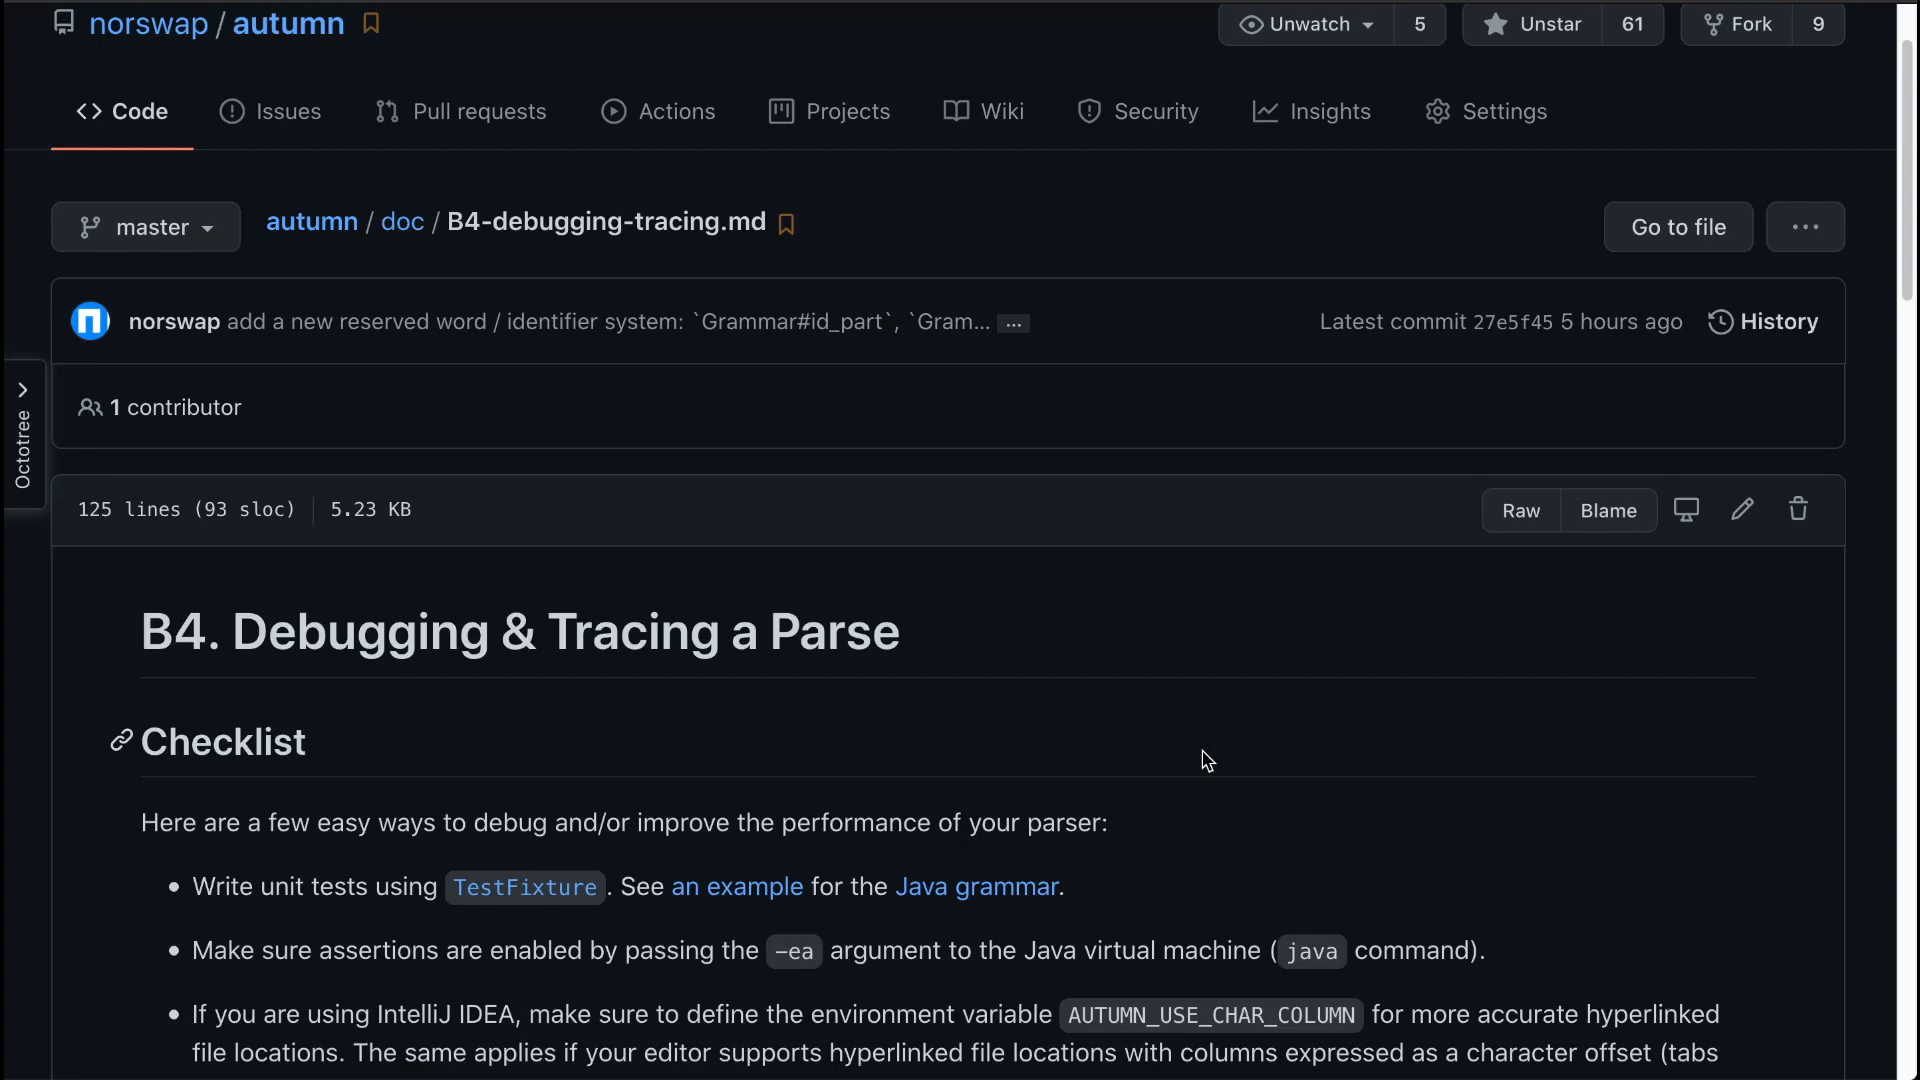 norswap / autumn
Unwatch 5
Unstar 61
Fork 9
Code
Issues
Pull requests
Actions
Projects
Wiki
Security
Insights
Settings
master
autumn / doc / B4-debugging-tracing.md
Go to file
...
norswap add a new reserved word / identifier system: `Grammar#id_part`, `Gram... ...
Latest commit 27e5f45 5 hours ago
History
Octotree
1 contributor
125 lines (93 sloc) 5.23 KB
Raw
Blame
B4. Debugging & Tracing a Parse
Checklist
Here are a few easy ways to debug and/or improve the performance of your parser:
• Write unit tests using TestFixture. See an example for the Java grammar.
• Make sure assertions are enabled by passing the -ea argument to the Java virtual machine (java command).
• If you are using IntelliJ IDEA, make sure to define the environment variable AUTUMN_USE_CHAR_COLUMN for more accurate hyperlinked
file locations. The same applies if your editor supports hyperlinked file locations with columns expressed as a character offset (tabs